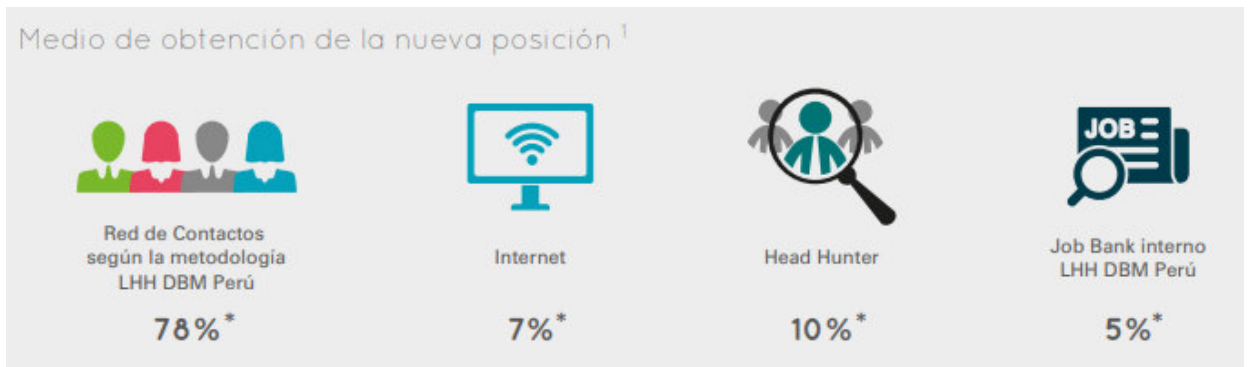 Medio de obtención de la nueva posición 1
JOB
Red de Contactos
según la metodología
LHH DBM Perú
78%*
Internet
7%*
Head Hunter
10%*
Job Bank interno
LHH DBM Perú
5%*